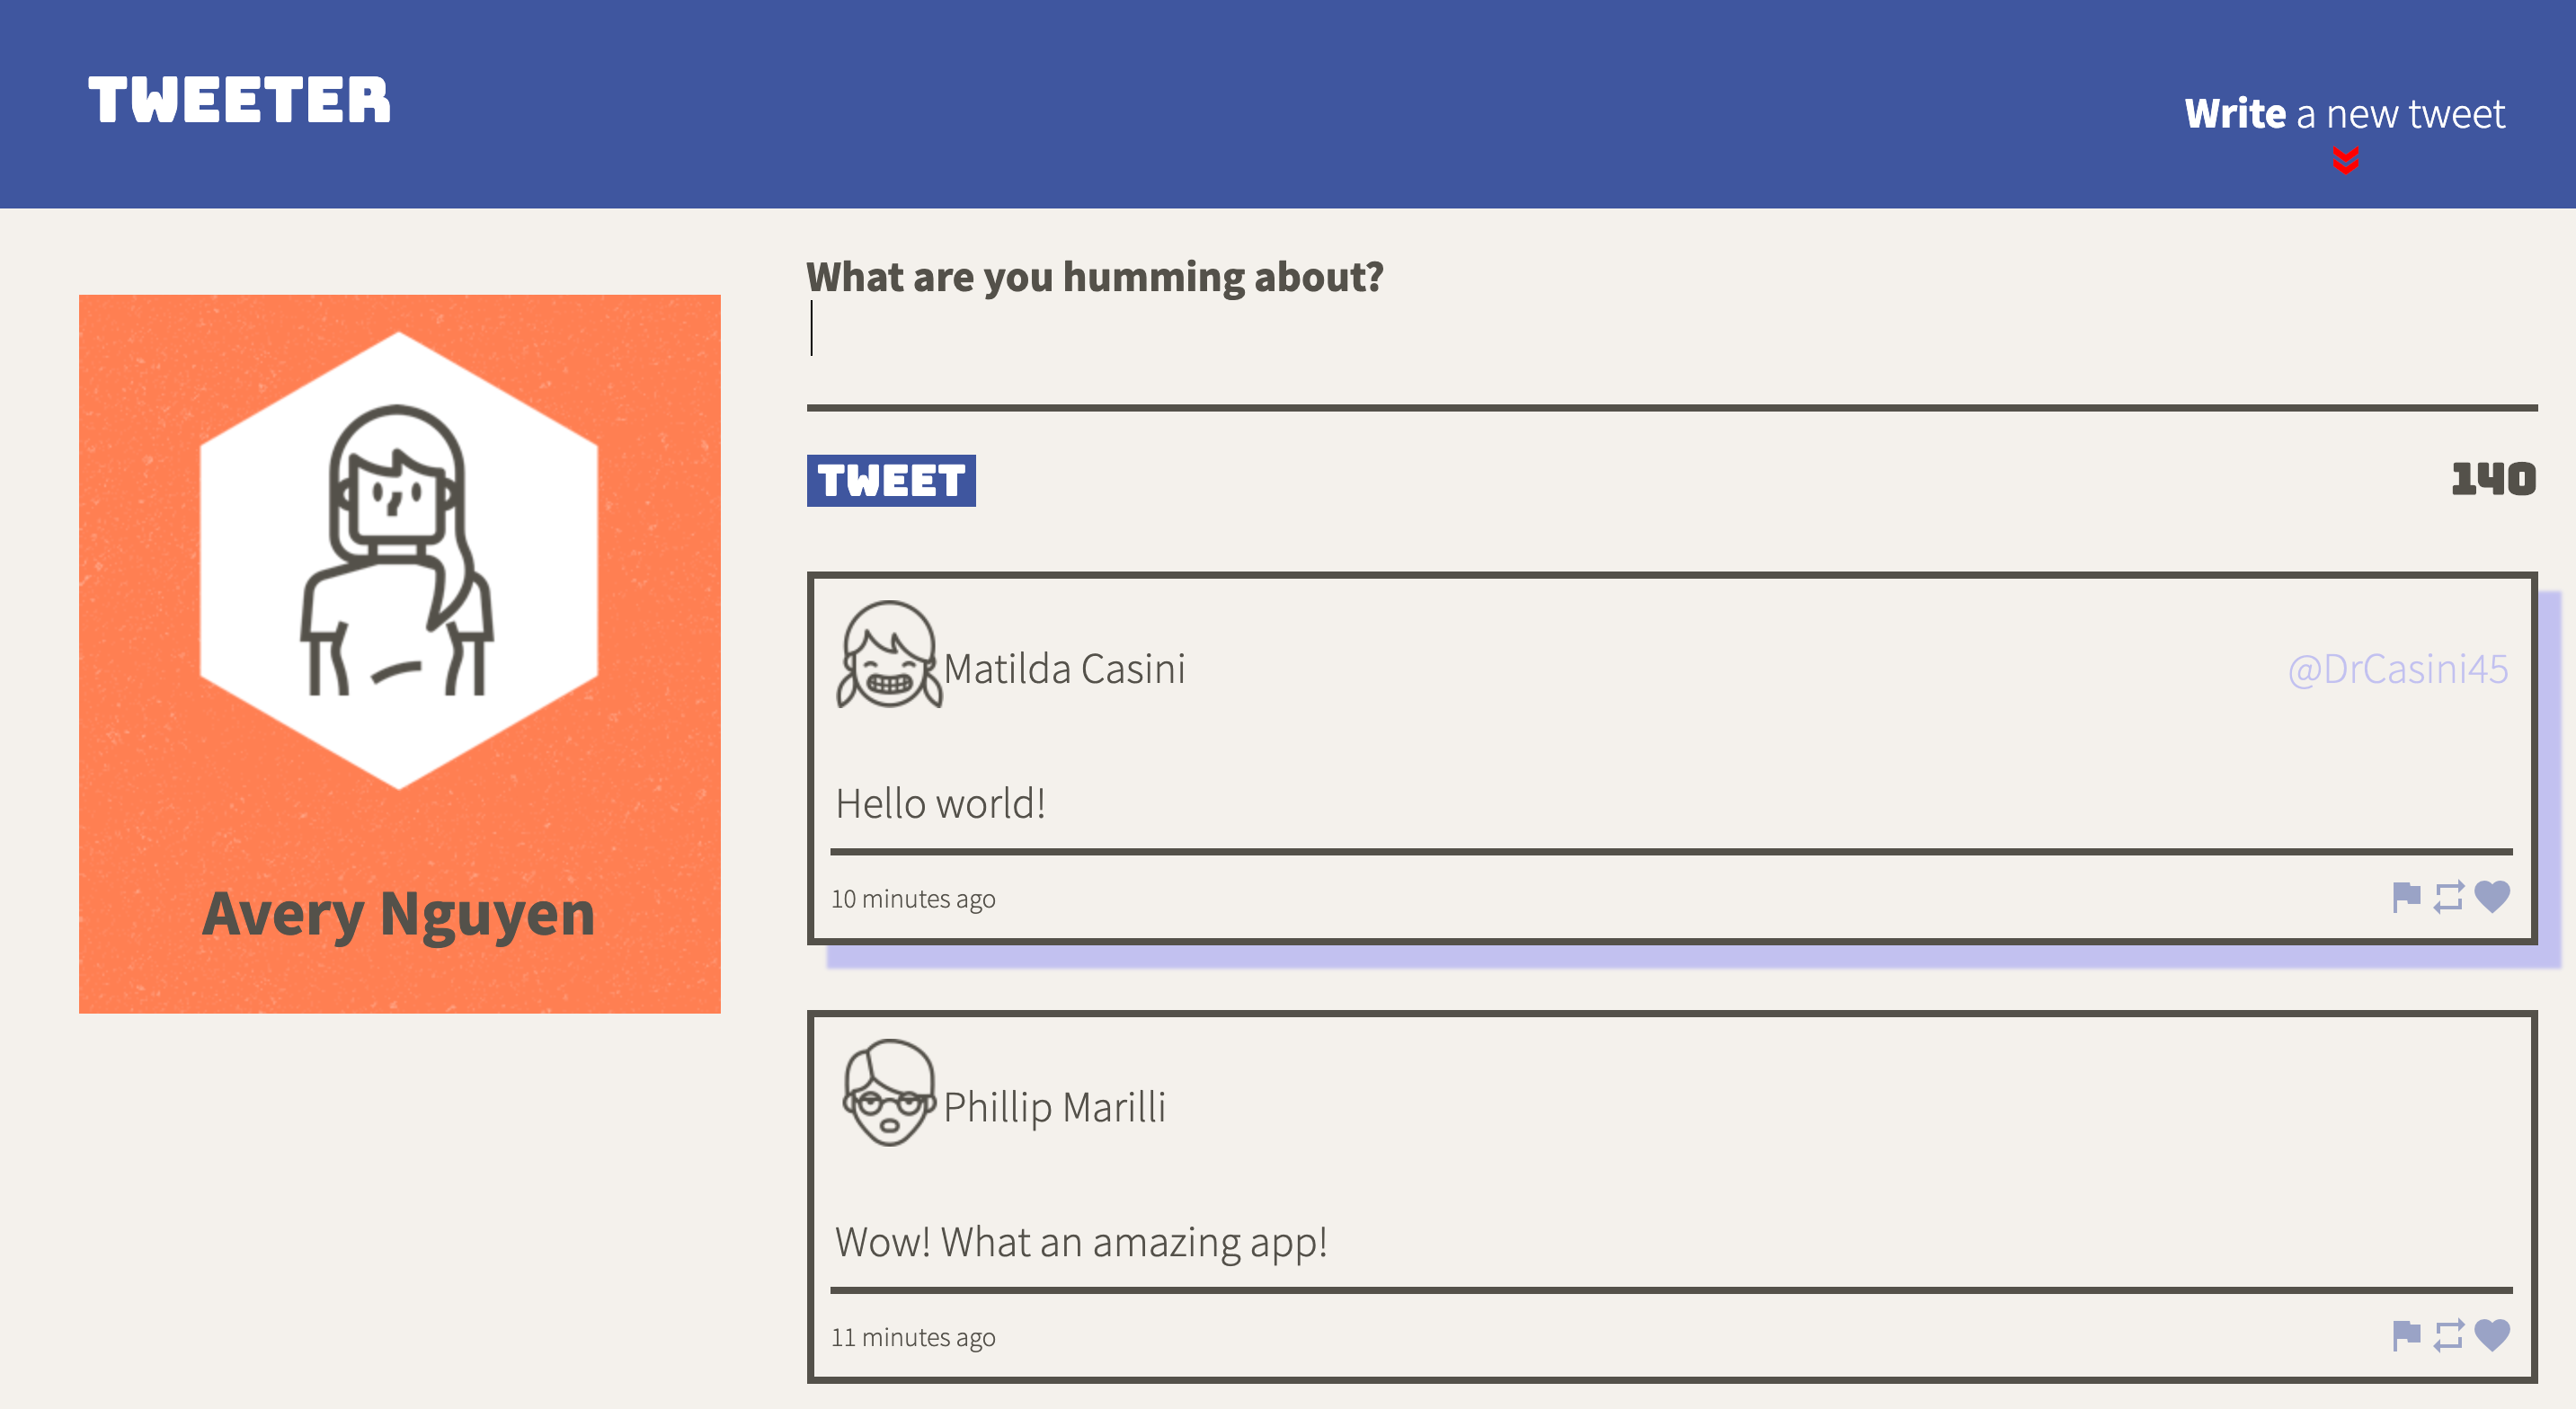 TWEETER
Write a new tweet
What are you humming about?
TWEET
140
Avery Nguyen
Matilda Casini
@DrCasini45
Hello world!
10 minutes ago
Phillip Marilli
Wow! What an amazing app!
11 minutes ago